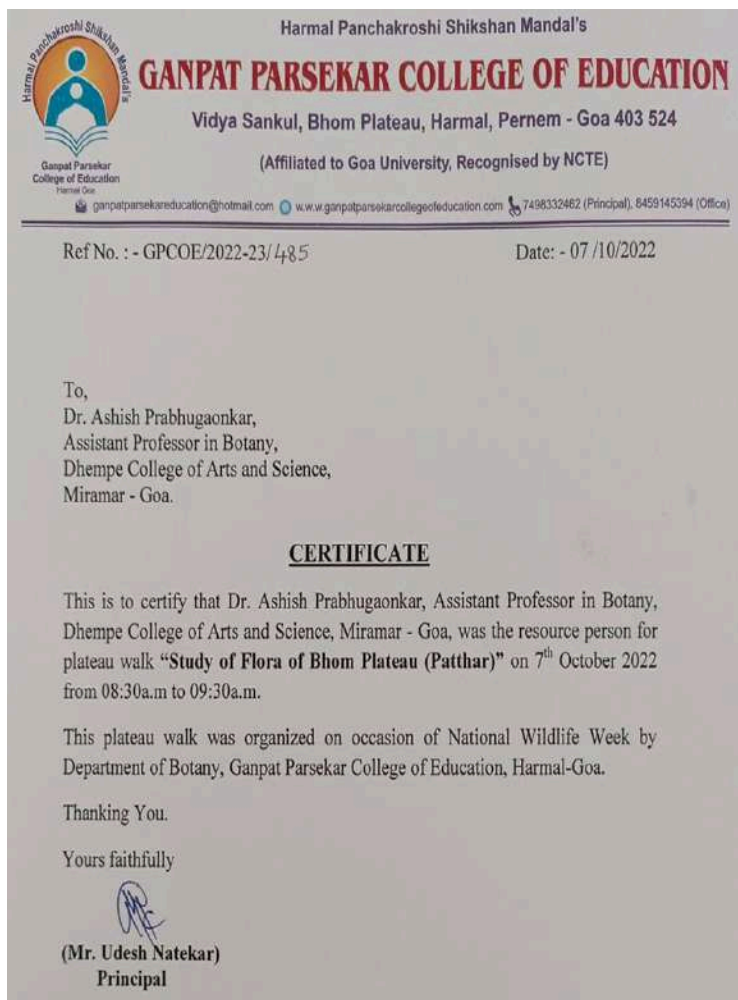 Harmal Panchakroshi Shikshan Mandal's
Harmal Panchakroshi Shikshan Mandal's
GANPAT PARSEKAR COLLEGE OF EDUCATION
Vidya Sankul, Bhom Plateau, Harmal, Pernem - Goa 403 524
(Affiliated to Goa University, Recognised by NCTE)
Ganpat Parsekar
College of Education
Harmal Goa
ganpatparsekareducation@hotmail.com w.w.w.ganpatparsekarcollegeofeducation.com 7498332462 (Principal), 8459145394 (Office)
Ref No. : - GPCOE/2022-23/485 Date: - 07 /10/2022
To,
Dr. Ashish Prabhugaonkar,
Assistant Professor in Botany,
Dhempe College of Arts and Science,
Miramar - Goa.
CERTIFICATE
This is to certify that Dr. Ashish Prabhugaonkar, Assistant Professor in Botany,
Dhempe College of Arts and Science, Miramar - Goa, was the resource person for
plateau walk “Study of Flora of Bhom Plateau (Patthar)” on 7th October 2022
from 08:30a.m to 09:30a.m.
This plateau walk was organized on occasion of National Wildlife Week by
Department of Botany, Ganpat Parsekar College of Education, Harmal-Goa.
Thanking You.
Yours faithfully
(Mr. Udesh Natekar)
Principal